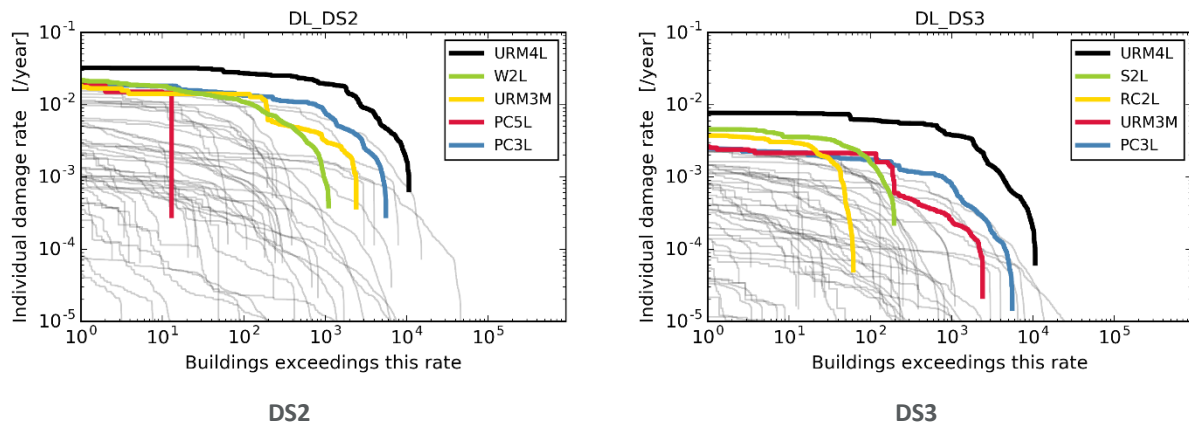 DL_DS2
Individual damage rate [/year]
10^-1
10^-2
10^-3
10^-4
10^-5
URM4L
W2L
URM3M
PC5L
PC3L
10^0 10^1 10^2 10^3 10^4 10^5
Buildings exceedings this rate
DS2
DL_DS3
Individual damage rate [/year]
10^-1
10^-2
10^-3
10^-4
10^-5
URM4L
S2L
RC2L
URM3M
PC3L
10^0 10^1 10^2 10^3 10^4 10^5
Buildings exceedings this rate
DS3